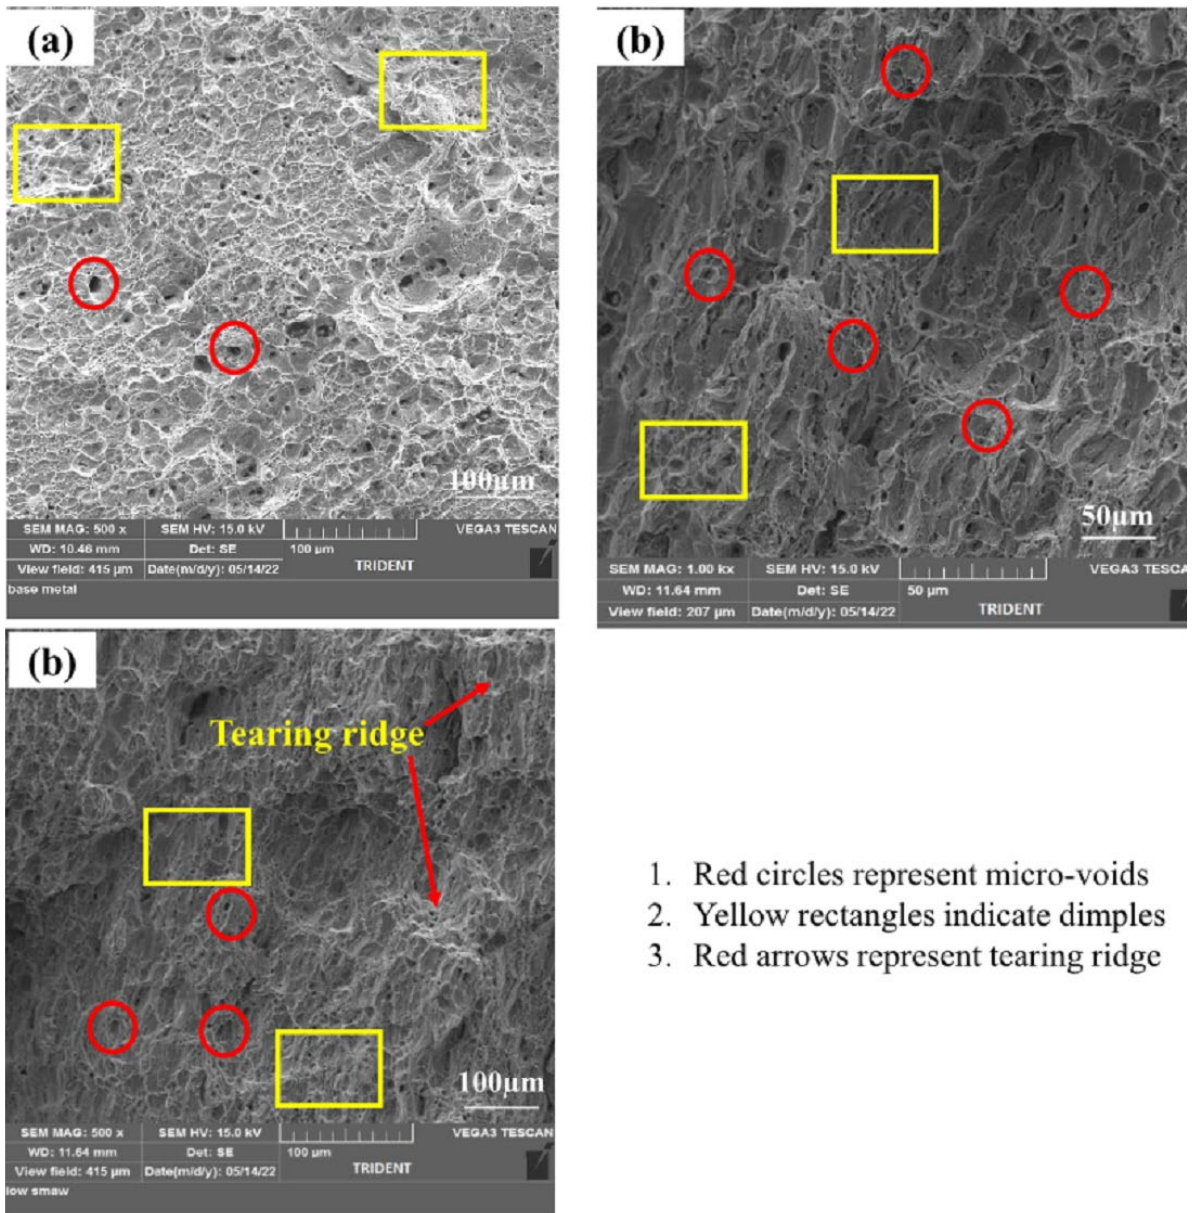 (a)
100µm
SEM MAG: 500 x SEM HV: 15.0 kV VEGA3 TESCAN
WD: 10.46 mm Det: SE 100 µm
View field: 415 µm Date(m/d/y): 05/14/22 TRIDENT
base metal
(b)
50µm
SEM MAG: 1.00 kx SEM HV: 15.0 kV VEGA3 TESCA
WD: 11.64 mm Det: SE 50 µm
View field: 207 µm Date(m/d/y): 05/14/22 TRIDENT
(b)
Tearing ridge
100µm
SEM MAG: 500 x SEM HV: 15.0 kV VEGA3 TESCAN
WD: 11.64 mm Det: SE 100 µm
View field: 415 µm Date(m/d/y): 05/14/22 TRIDENT
low smaw
1. Red circles represent micro-voids
2. Yellow rectangles indicate dimples
3. Red arrows represent tearing ridge